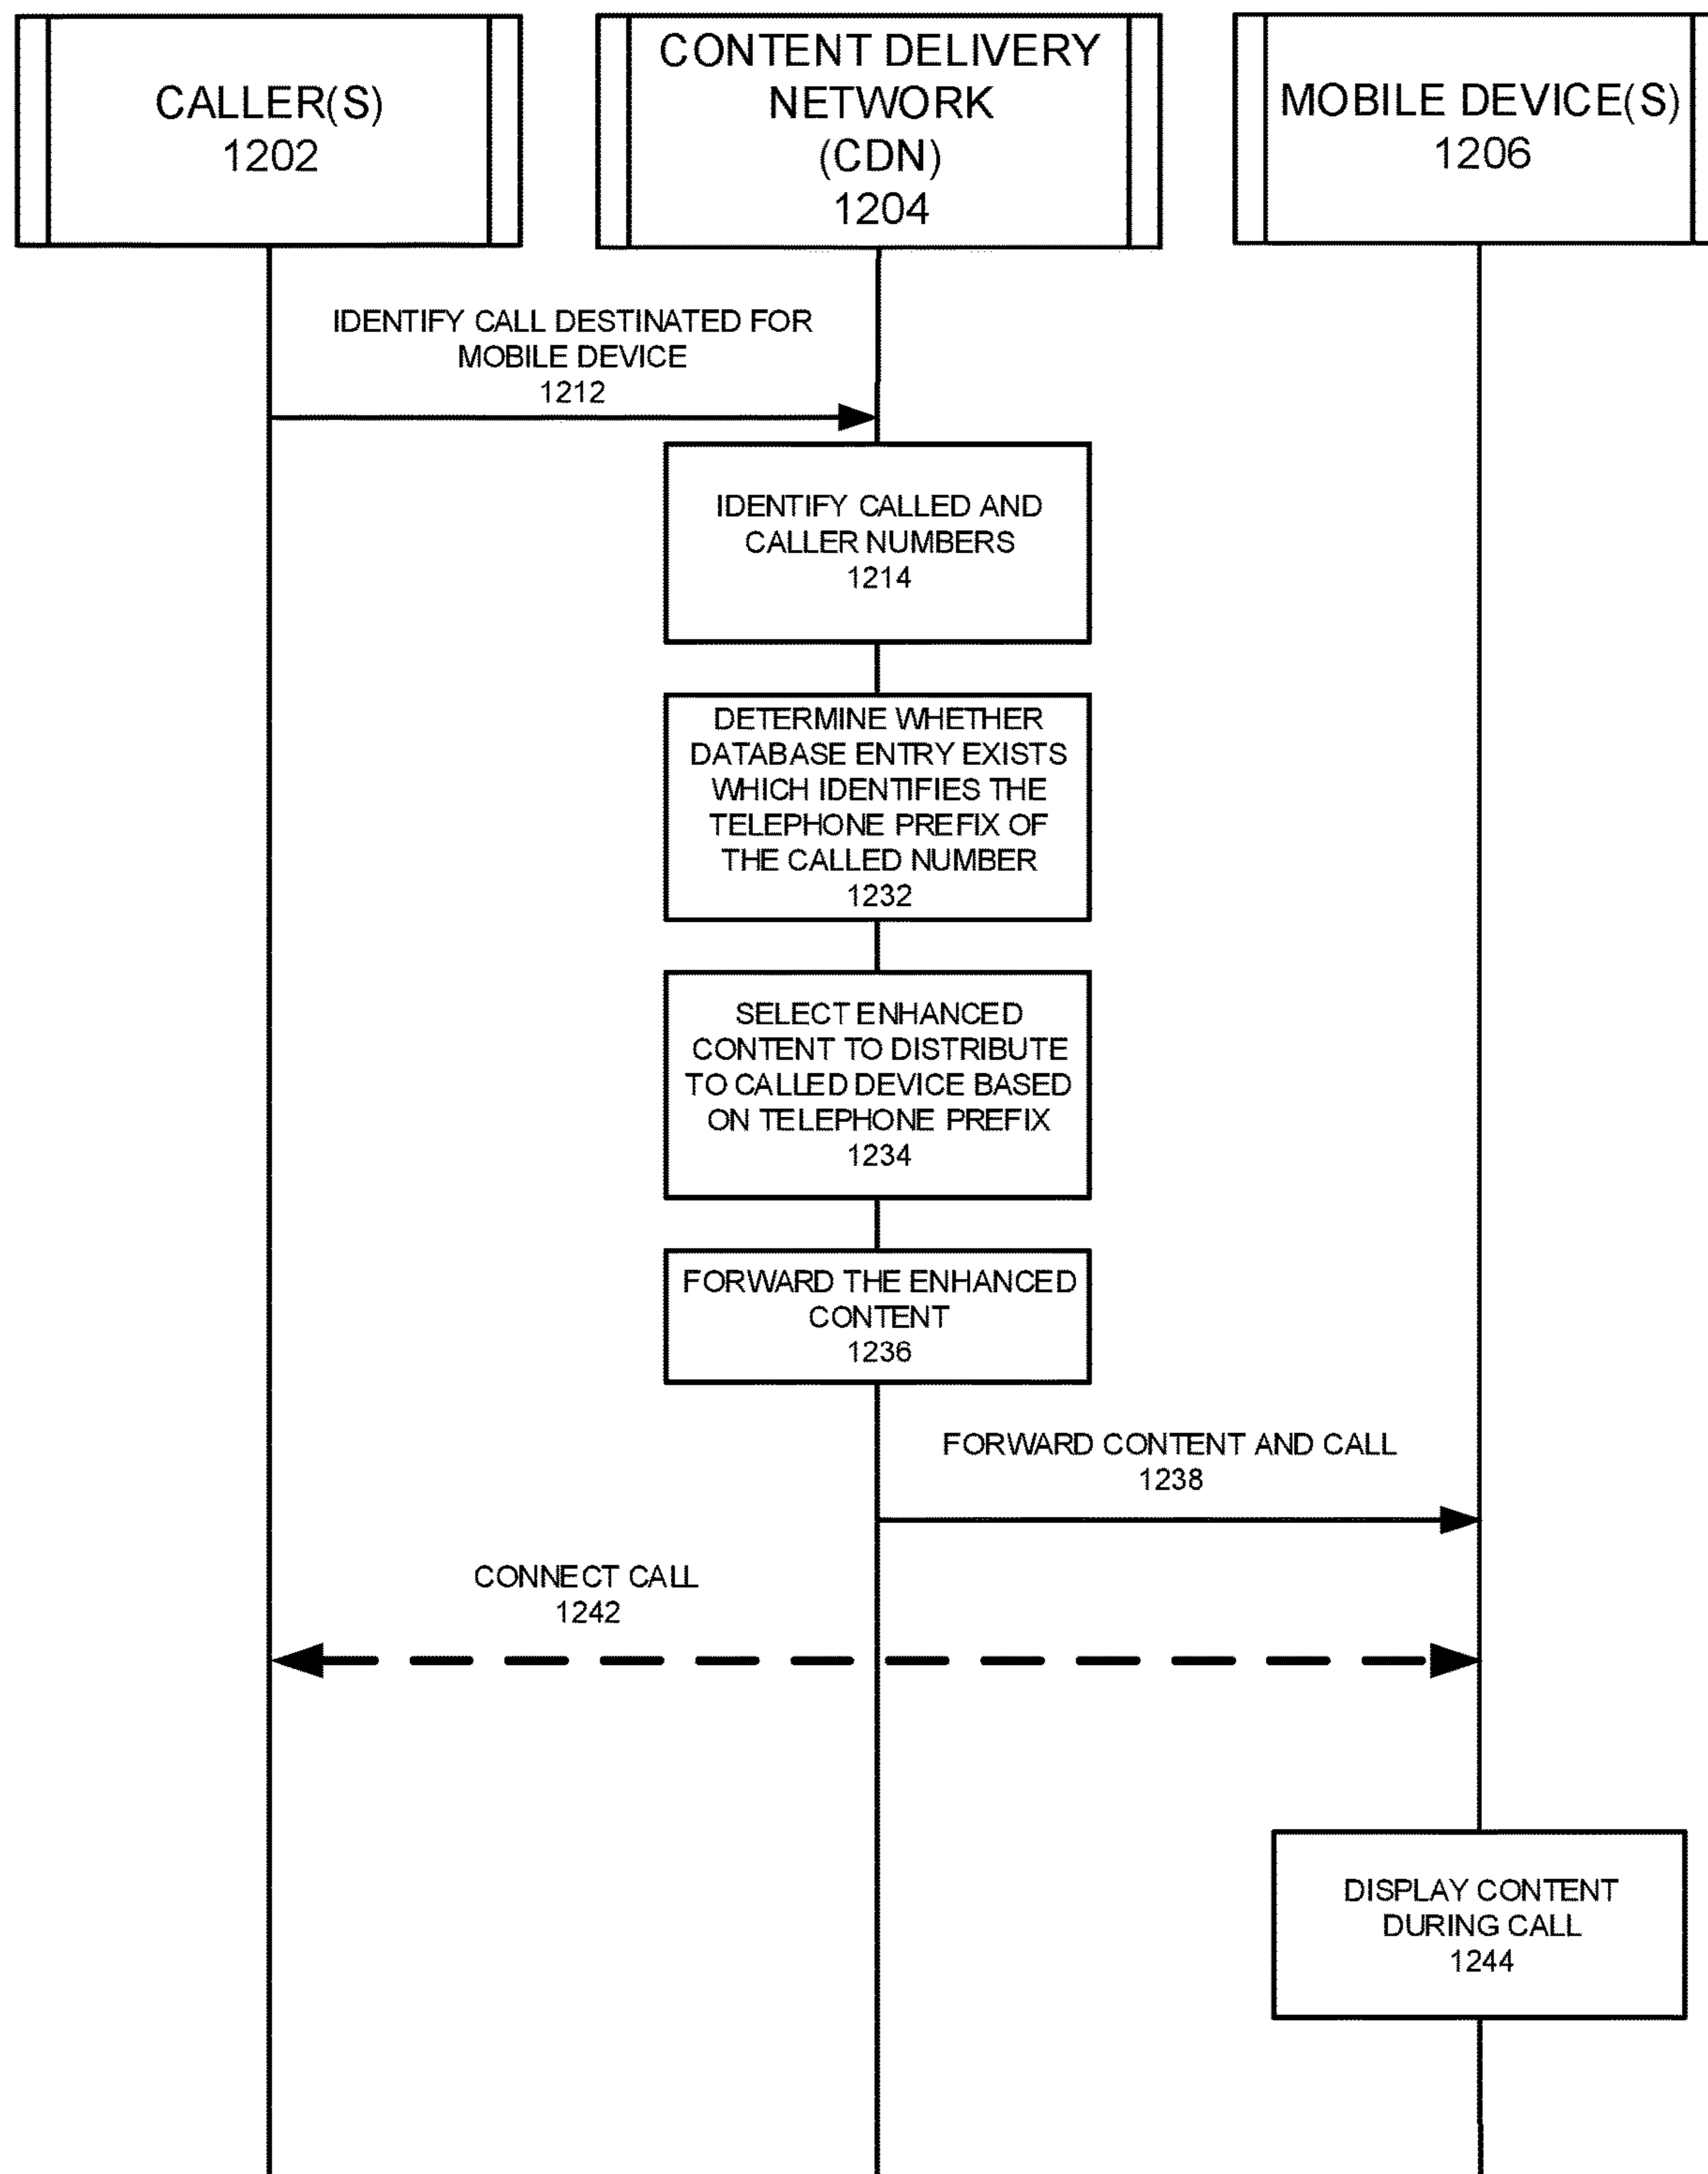 CALLER(S)
1202
CONTENT DELIVERY
NETWORK
(CDN)
1204
MOBILE DEVICE(S)
1206
IDENTIFY CALL DESTINATED FOR
MOBILE DEVICE
1212
IDENTIFY CALLED AND
CALLER NUMBERS
1214
DETERMINE WHETHER
DATABASE ENTRY EXISTS
WHICH IDENTIFIES THE
TELEPHONE PREFIX OF
THE CALLED NUMBER
1232
SELECT ENHANCED
CONTENT TO DISTRIBUTE
TO CALLED DEVICE BASED
ON TELEPHONE PREFIX
1234
FORWARD THE ENHANCED
CONTENT
1236
FORWARD CONTENT AND CALL
1238
CONNECT CALL
1242
DISPLAY CONTENT
DURING CALL
1244